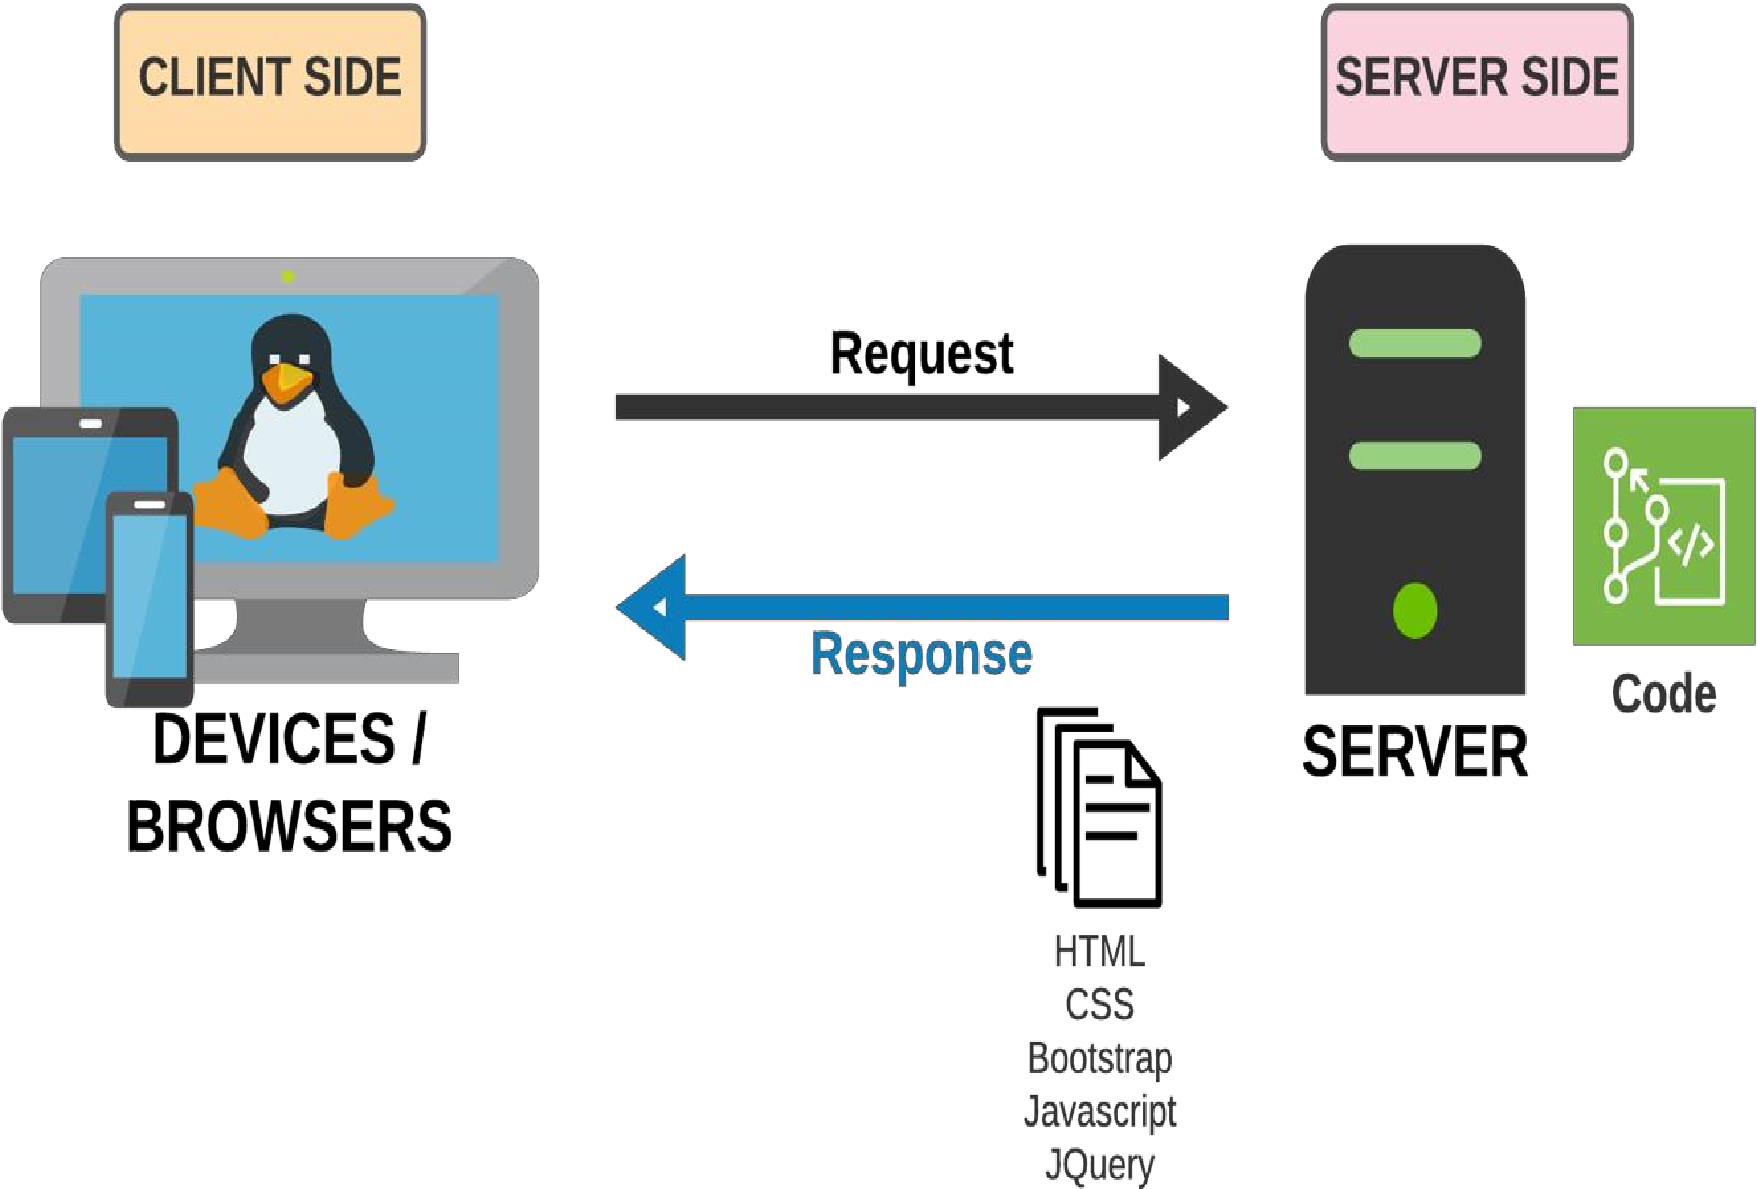 CLIENT SIDE
SERVER SIDE
Request
Response
</>
Code
DEVICES /
BROWSERS
SERVER
HTML
CSS
Bootstrap
Javascript
JQuery